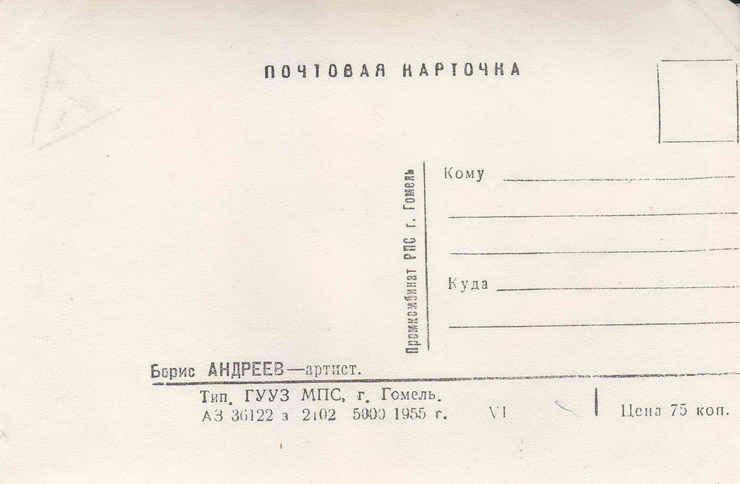 ПОЧТОВАЯ КАРТОЧКА
Кому
Куда
Промкомбинат РПС г. Гомель
Борис АНДРЕЕВ—артист.
Тип. ГУУЗ МПС, г. Гомель.
АЗ 36122 з 2102 5000 1955 г. VI
Цена 75 коп.